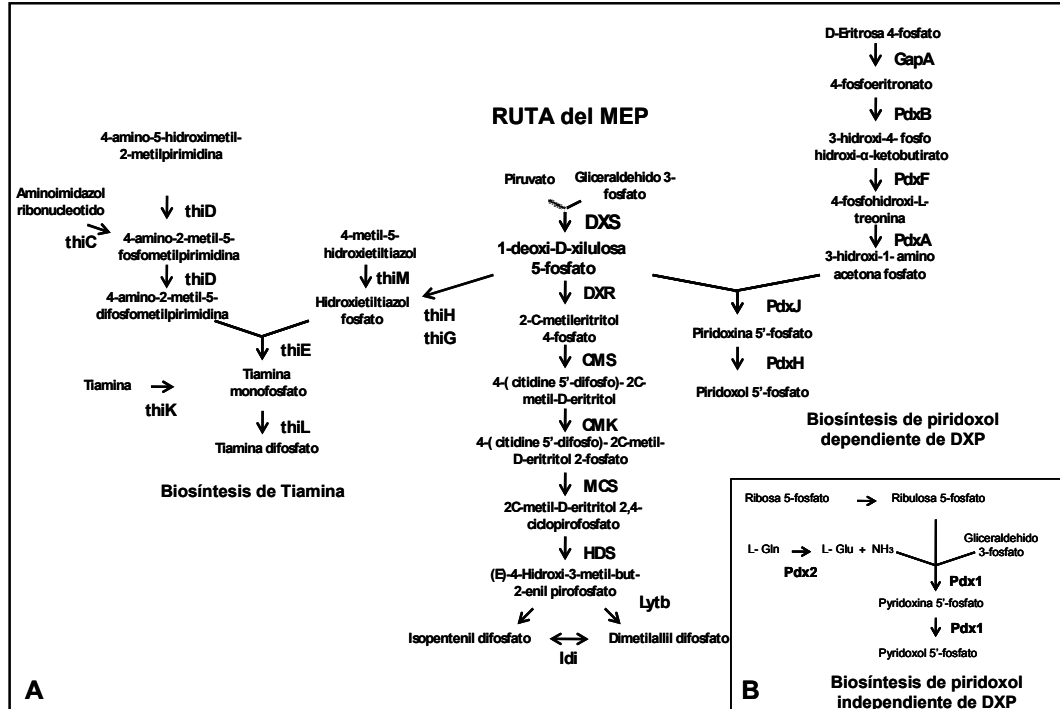 RUTA del MEP
4-amino-5-hidroximetil-
2-metilpirimidina
Aminoimidazol
ribonucleotido
thiD
thiC
4-amino-2-metil-5-
fosfometilpirimidina
thiD
4-amino-2-metil-5-
difosfometilpirimidina
4-metil-5-
hidroxietiltiazol
thiM
Hidroxietiltiazol
fosfato
thiH
thiG
thiE
Tiamina
monofosfato
Tiamina
thiK
thiL
Tiamina difosfato
Biosíntesis de Tiamina
Piruvato
Gliceraldehido 3-
fosfato
DXS
1-deoxi-D-xilulosa
5-fosfato
DXR
2-C-metileritritol
4-fosfato
CMS
4-( citidine 5'-difosfo)- 2C-
metil-D-eritritol
CMK
4-( citidine 5'-difosfo)- 2C-metil-
D-eritritol 2-fosfato
MCS
2C-metil-D-eritritol 2,4-
ciclopirofosfato
HDS
(E)-4-Hidroxi-3-metil-but-
2-enil pirofosfato
Lytb
Isopentenil difosfato
Dimetilallil difosfato
Idi
D-Eritrosa 4-fosfato
GapA
4-fosfoeritronato
PdxB
3-hidroxi-4- fosfo
hidroxi-α-ketobutirato
PdxF
4-fosfohidroxi-L-
treonina
PdxA
3-hidroxi-1- amino
acetona fosfato
PdxJ
Piridoxina 5'-fosfato
PdxH
Piridoxol 5'-fosfato
Biosíntesis de piridoxol
dependiente de DXP
A
Ribosa 5-fosfato
Ribulosa 5-fosfato
L- Gln
L- Glu + NH₃
Pdx2
Gliceraldehido
3-fosfato
Pdx1
Pyridoxina 5'-fosfato
Pdx1
Pyridoxol 5'-fosfato
B
Biosíntesis de piridoxol
independiente de DXP